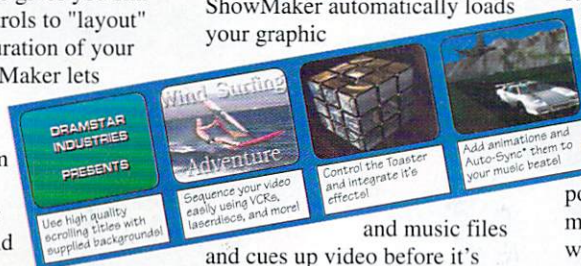 trols to "layout"
uration of your
Maker lets
ShowMaker automatically loads
your graphic
DRAMSTAR
INDUSTRIES
PRESENTS
Use high quality
scrolling titles with
supplied backgrounds!
Wind Surfing
Adventure
Sequence your video
easily using VCRs,
laserdiscs, and more!
Control the Toaster
and integrate it's
effects!
Add animations and
Auto-Sync* them to
your music beats!
and music files
and cues up video before it's